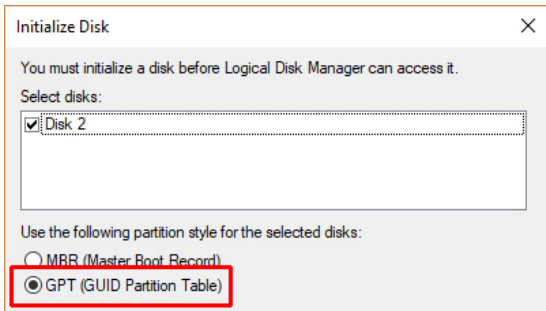 Initialize Disk
You must initialize a disk before Logical Disk Manager can access it.
Select disks:
Disk 2
Use the following partition style for the selected disks:
MBR (Master Boot Record)
GPT (GUID Partition Table)